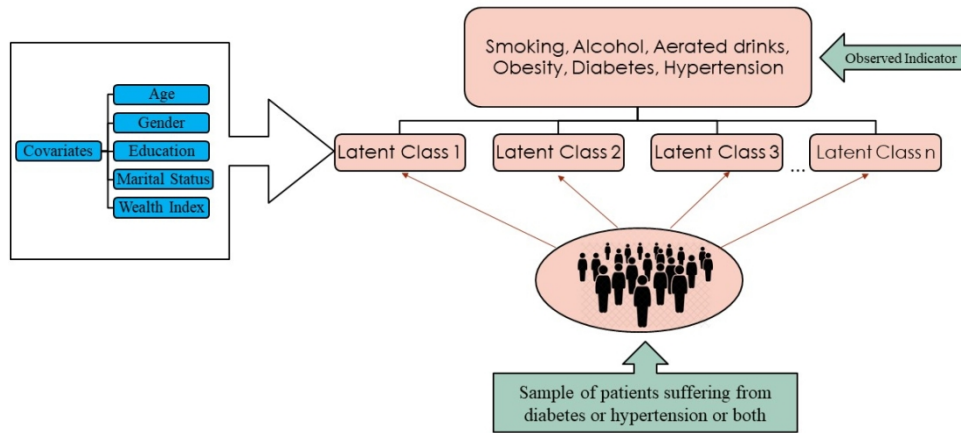 Smoking, Alcohol, Aerated drinks,
Obesity, Diabetes, Hypertension
Observed Indicator
Covariates
Age
Gender
Education
Marital Status
Wealth Index
Latent Class 1
Latent Class 2
Latent Class 3
...
Latent Class n
Sample of patients suffering from
diabetes or hypertension or both